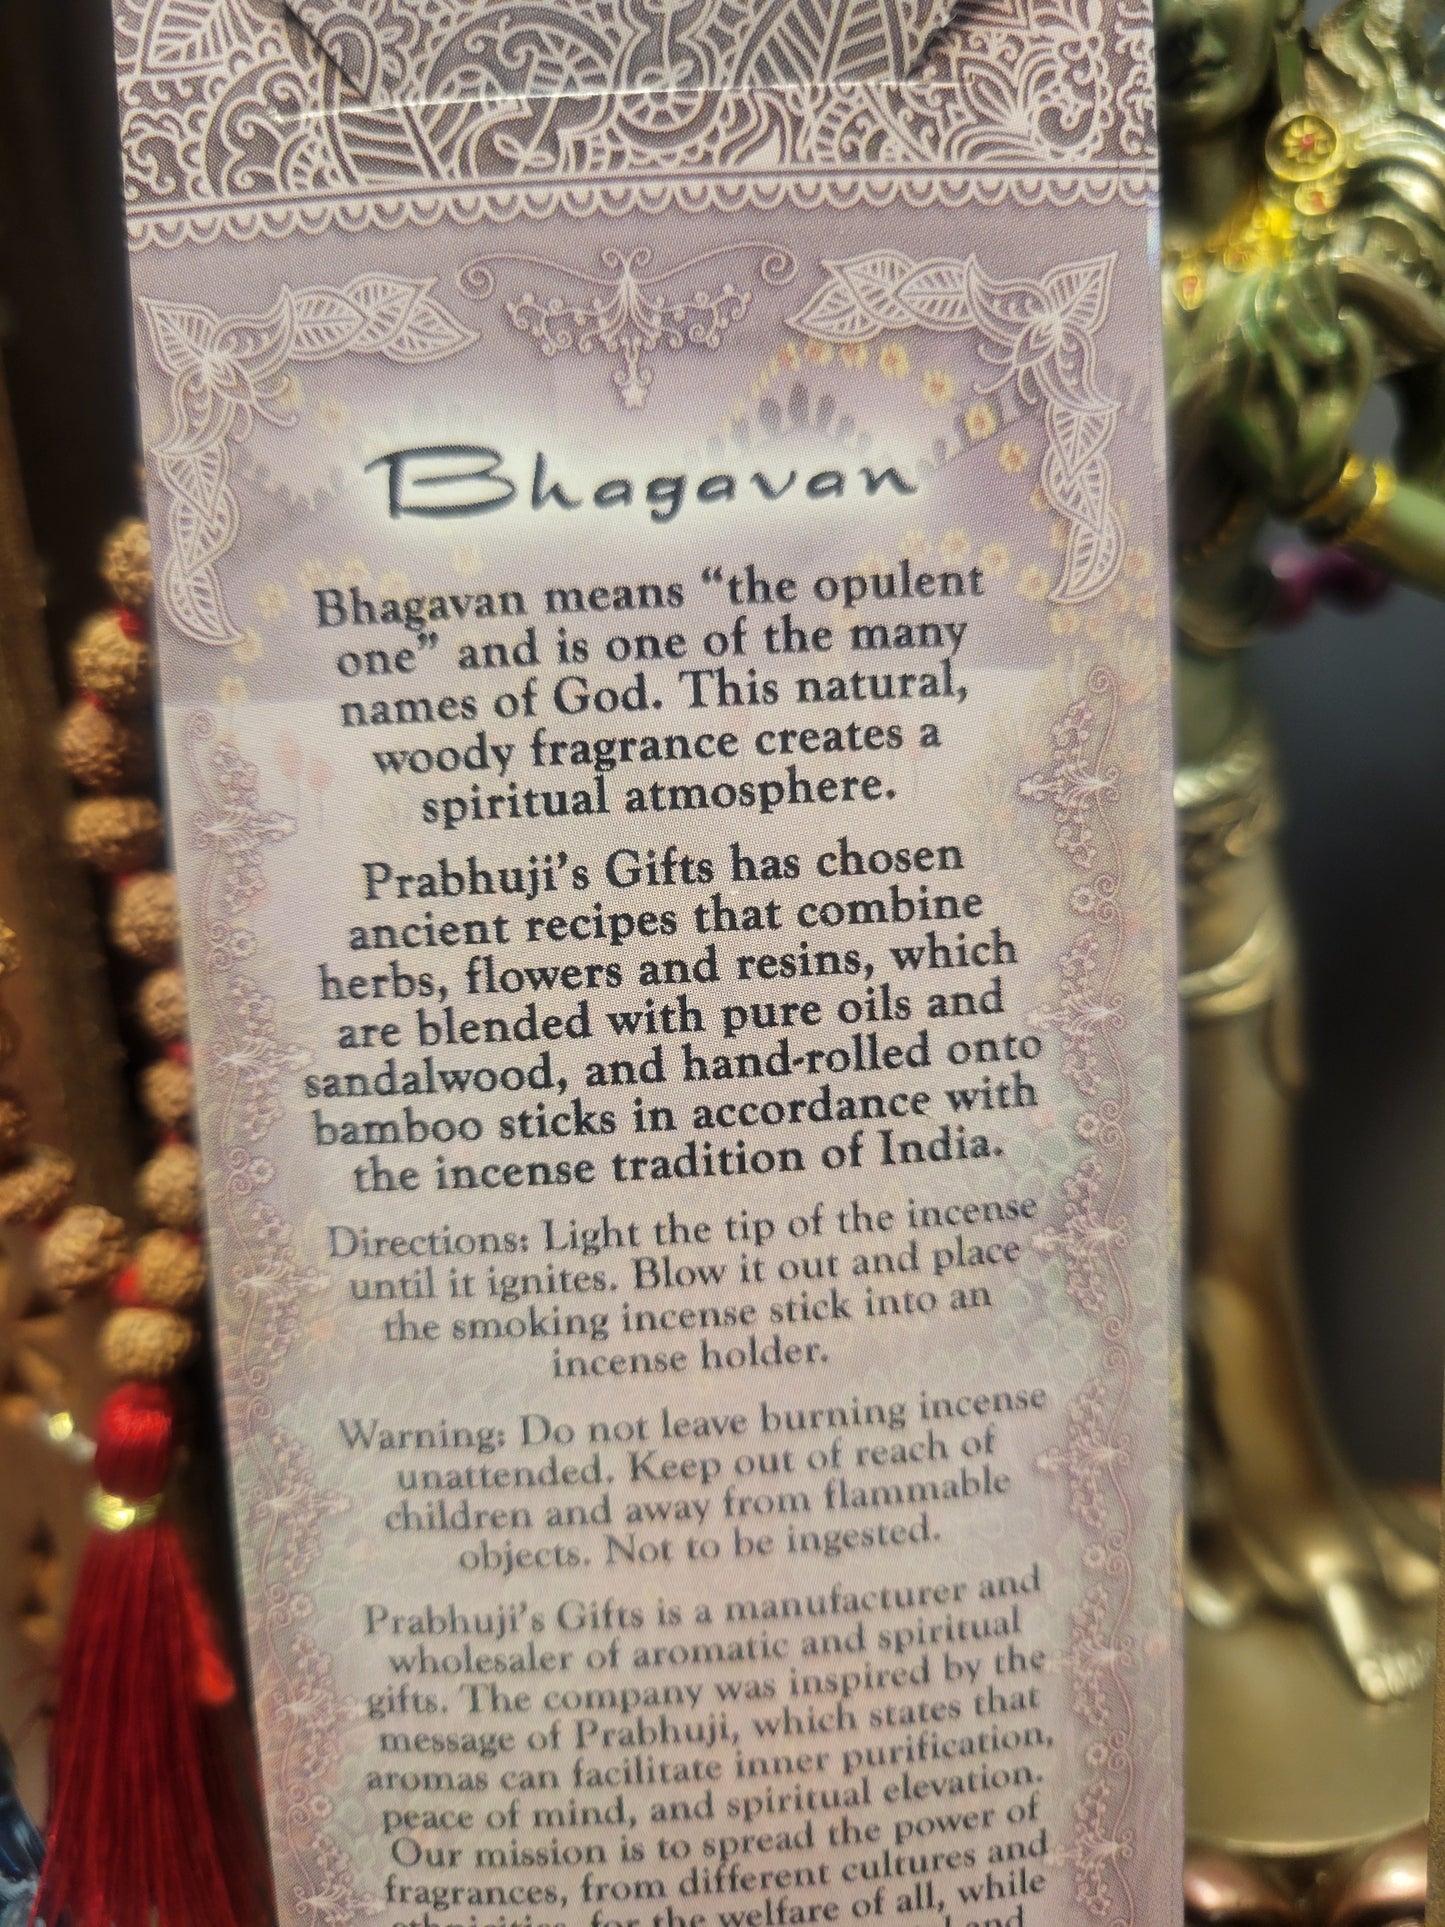 Bhagavan
Bhagavan means “the opulent
one” and is one of the many
names of God. This natural,
woody fragrance creates a
spiritual atmosphere.
Prabhuji’s Gifts has chosen
ancient recipes that combine
herbs, flowers and resins, which
are blended with pure oils and
sandalwood, and hand-rolled onto
bamboo sticks in accordance with
the incense tradition of India.
Directions: Light the tip of the incense
until it ignites. Blow it out and place
the smoking incense stick into an
incense holder.
Warning: Do not leave burning incense
unattended. Keep out of reach of
children and away from flammable
objects. Not to be ingested.
Prabhuji’s Gifts is a manufacturer and
wholesaler of aromatic and spiritual
gifts. The company was inspired by the
message of Prabhuji, which states that
aromas can facilitate inner purification,
peace of mind, and spiritual elevation.
Our mission is to spread the power of
fragrances, from different cultures and
for the welfare of all, while
and